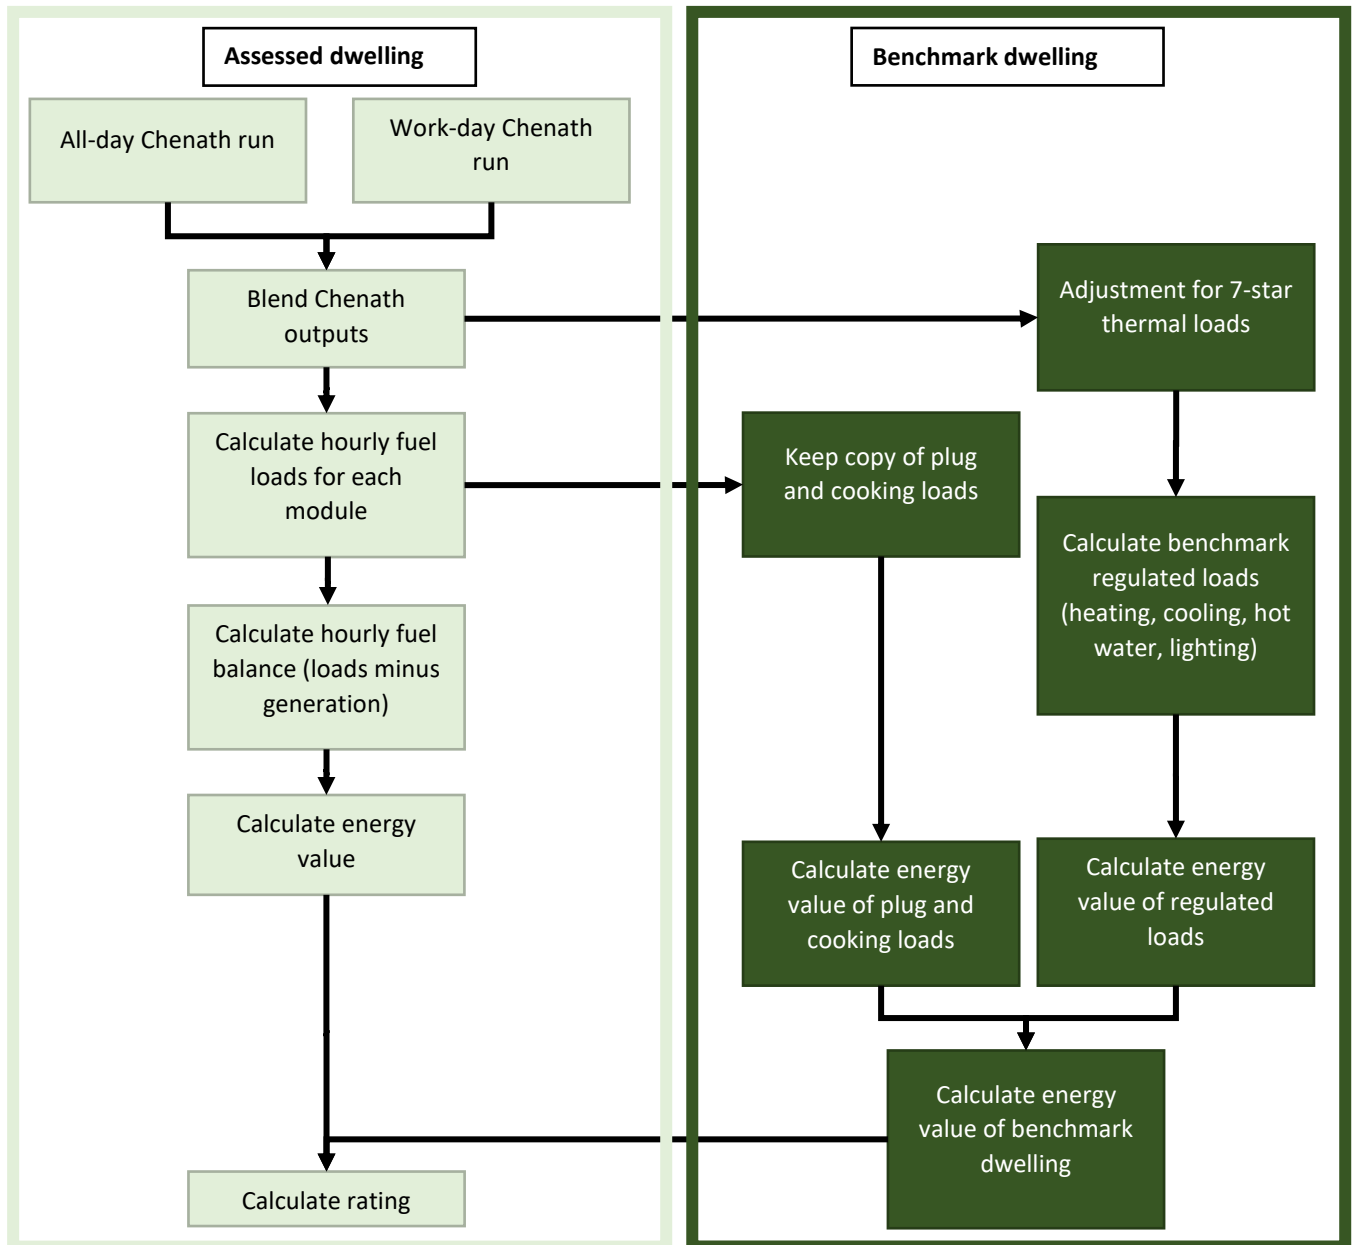 Assessed dwelling
All-day Chenath run
Work-day Chenath
run
Blend Chenath
outputs
Calculate hourly fuel
loads for each
module
Calculate hourly fuel
balance (loads minus
generation)
Calculate energy
value
Calculate rating
Benchmark dwelling
Adjustment for 7-star
thermal loads
Keep copy of plug
and cooking loads
Calculate benchmark
regulated loads
(heating, cooling, hot
water, lighting)
Calculate energy
value of plug and
cooking loads
Calculate energy
value of regulated
loads
Calculate energy
value of benchmark
dwelling